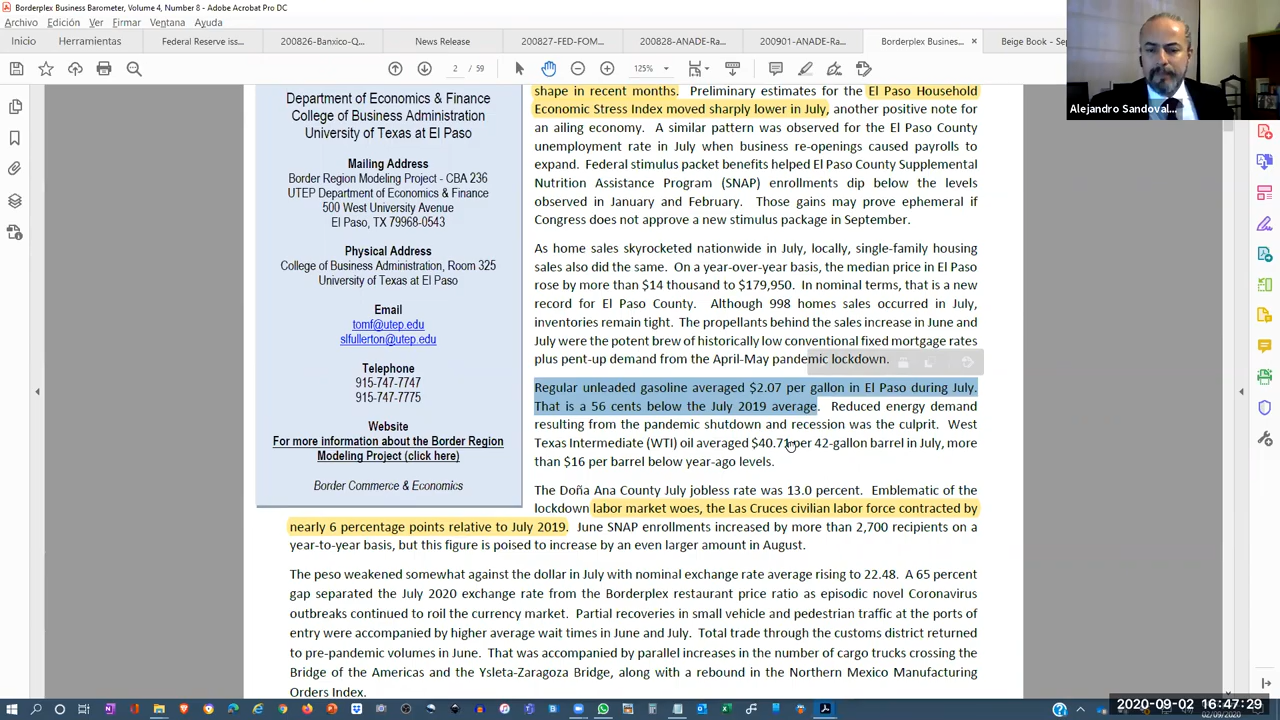 Borderplex Business Barometer, Volume 4, Number 8 - Adobe Acrobat Pro DC
Archivo Edición Ver Firmar Ventana Ayuda
Inicio Herramientas Federal Reserve iss... 200826-Banxico-Q... News Release 200827-FED-FOM... 200828-ANADE-Ra... 200901-ANADE-Ra... Borderplex Busines... × Beige Book - Sep
2 / 59 125%
Alejandro Sandoval...
Department of Economics & Finance
College of Business Administration
University of Texas at El Paso
Mailing Address
Border Region Modeling Project - CBA 236
UTEP Department of Economics & Finance
500 West University Avenue
El Paso, TX 79968-0543
Physical Address
College of Business Administration, Room 325
University of Texas at El Paso
Email
tomf@utep.edu
slfullerton@utep.edu
Telephone
915-747-7747
915-747-7775
Website
For more information about the Border Region
Modeling Project (click here)
Border Commerce & Economics
shape in recent months. Preliminary estimates for the El Paso Household
Economic Stress Index moved sharply lower in July, another positive note for
an ailing economy. A similar pattern was observed for the El Paso County
unemployment rate in July when business re-openings caused payrolls to
expand. Federal stimulus packet benefits helped El Paso County Supplemental
Nutrition Assistance Program (SNAP) enrollments dip below the levels
observed in January and February. Those gains may prove ephemeral if
Congress does not approve a new stimulus package in September.
As home sales skyrocketed nationwide in July, locally, single-family housing
sales also did the same. On a year-over-year basis, the median price in El Paso
rose by more than $14 thousand to $179,950. In nominal terms, that is a new
record for El Paso County. Although 998 homes sales occurred in July,
inventories remain tight. The propellants behind the sales increase in June and
July were the potent brew of historically low conventional fixed mortgage rates
plus pent-up demand from the April-May pandemic lockdown.
Regular unleaded gasoline averaged $2.07 per gallon in El Paso during July.
That is a 56 cents below the July 2019 average. Reduced energy demand
resulting from the pandemic shutdown and recession was the culprit. West
Texas Intermediate (WTI) oil averaged $40.71 per 42-gallon barrel in July, more
than $16 per barrel below year-ago levels.
The Doña Ana County July jobless rate was 13.0 percent. Emblematic of the
lockdown labor market woes, the Las Cruces civilian labor force contracted by
nearly 6 percentage points relative to July 2019. June SNAP enrollments increased by more than 2,700 recipients on a
year-to-year basis, but this figure is poised to increase by an even larger amount in August.
The peso weakened somewhat against the dollar in July with nominal exchange rate average rising to 22.48. A 65 percent
gap separated the July 2020 exchange rate from the Borderplex restaurant price ratio as episodic novel Coronavirus
outbreaks continued to roil the currency market. Partial recoveries in small vehicle and pedestrian traffic at the ports of
entry were accompanied by higher average wait times in June and July. Total trade through the customs district returned
to pre-pandemic volumes in June. That was accompanied by parallel increases in the number of cargo trucks crossing the
Bridge of the Americas and the Ysleta-Zaragoza Bridge, along with a rebound in the Northern Mexico Manufacturing
Orders Index.
2020-09-02 16:47:29
02/09/2020